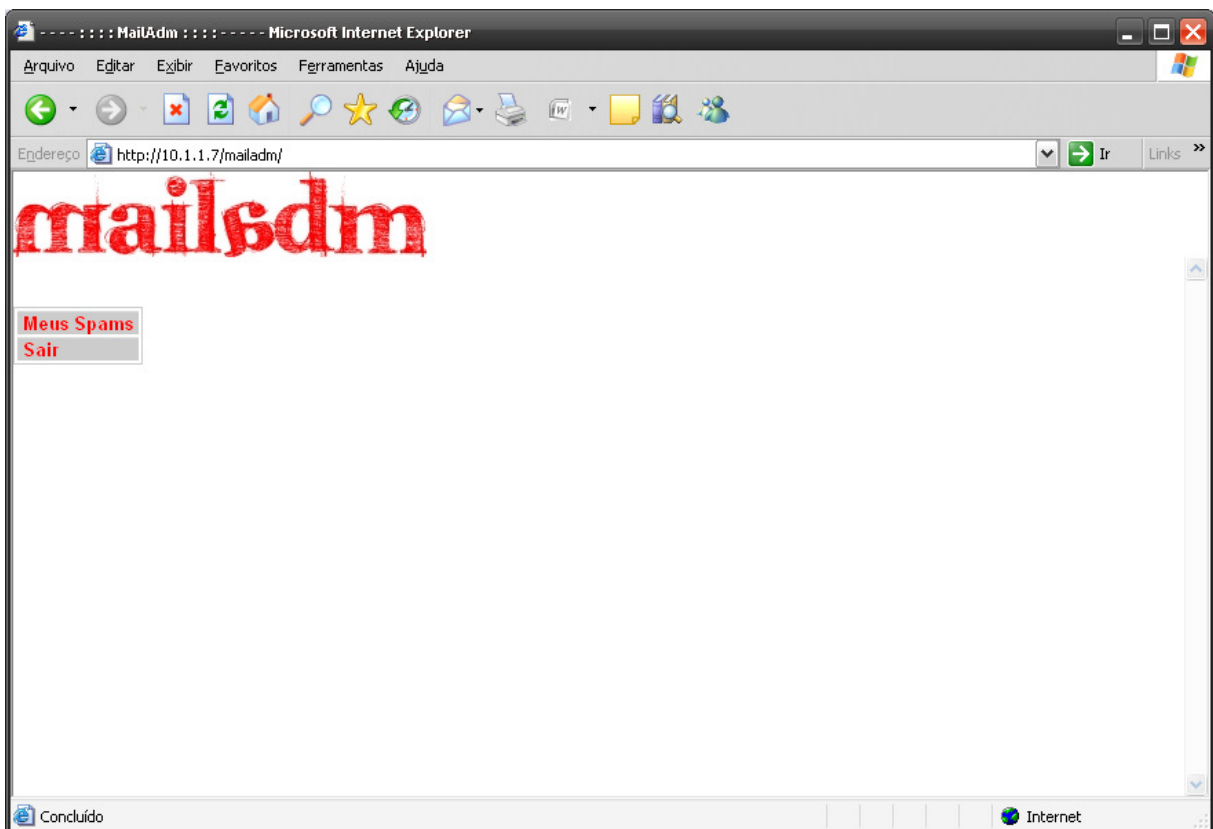 - - - - : : : : MailAdm : : : : - - - - - Microsoft Internet Explorer
Arquivo Editar Exibir Favoritos Ferramentas Ajuda
Endereço http://10.1.1.7/mailadm/ Ir Links »
mailadm
Meus Spams
Sair
Concluído Internet